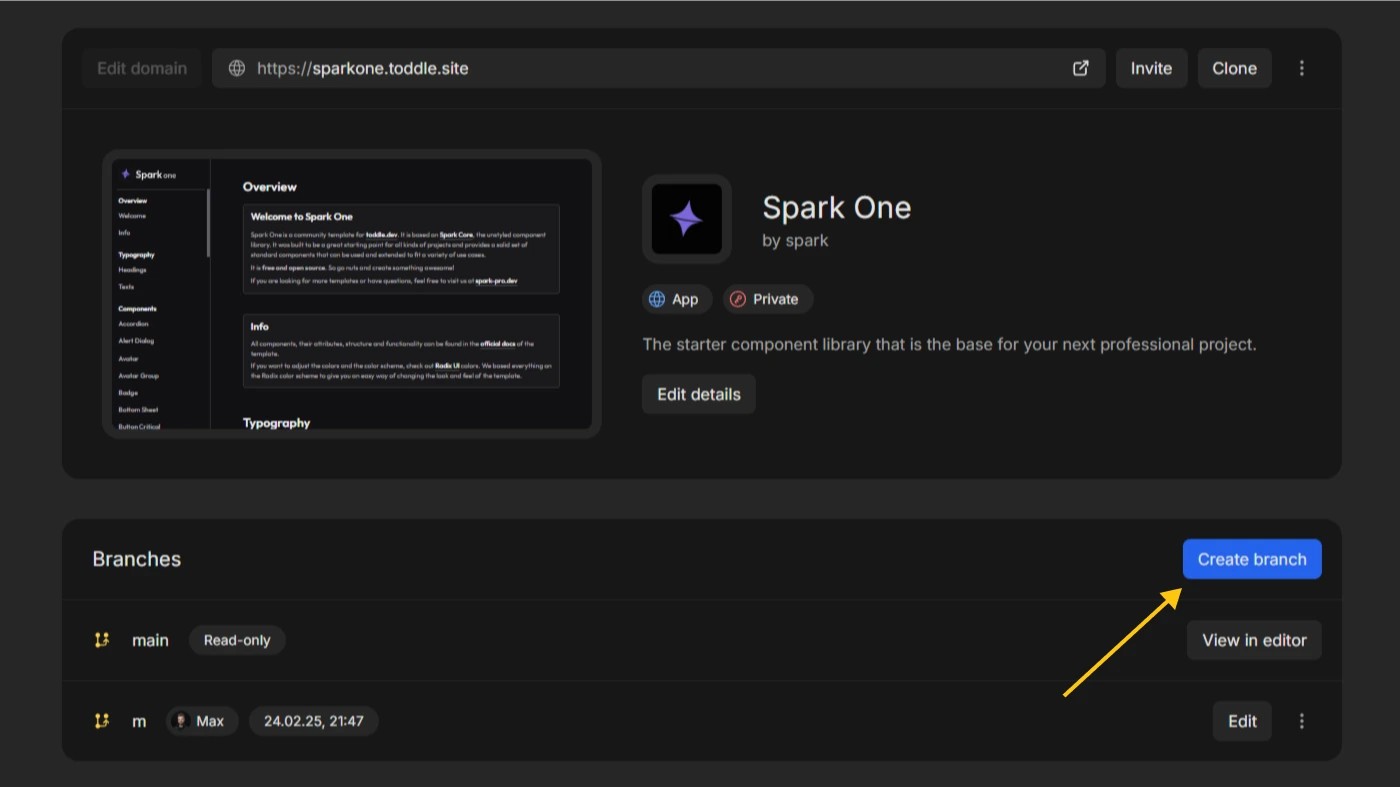 Edit domain
https://sparkone.toddle.site
Invite
Clone
Spark one
Overview
Welcome
Info
Typography
Headings
Texts
Components
Accordion
Alert Dialog
Avatar
Avatar Group
Badge
Bottom Sheet
Button Critical
Overview
Welcome to Spark One
Spark One is a community template for toddle.dev. It is based on Spark Core, the unstyled component
library. It was built to be a great starting point for all kinds of projects and provides a solid set of
standard components that can be used and extended to fit a variety of use cases.
It is free and open source. So go nuts and create something awesome!
If you are looking for more templates or have questions, feel free to visit us at spark-pro.dev
Info
All components, their attributes, structure and functionality can be found in the official docs of the
template.
If you want to adjust the colors and the color scheme, check out Radix UI colors. We based everything on
the Radix color scheme to give you an easy way of changing the look and feel of the template.
Typography
Spark One
by spark
App
Private
The starter component library that is the base for your next professional project.
Edit details
Branches
Create branch
main
Read-only
View in editor
m
Max
24.02.25, 21:47
Edit